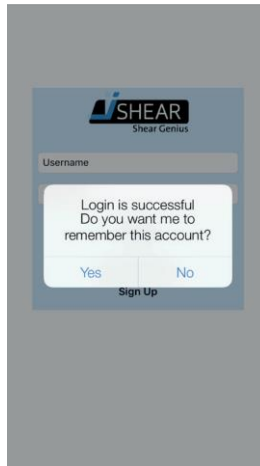 SHEAR
Shear Genius
Username
Login is successful
Do you want me to
remember this account?
Yes No
Sign Up